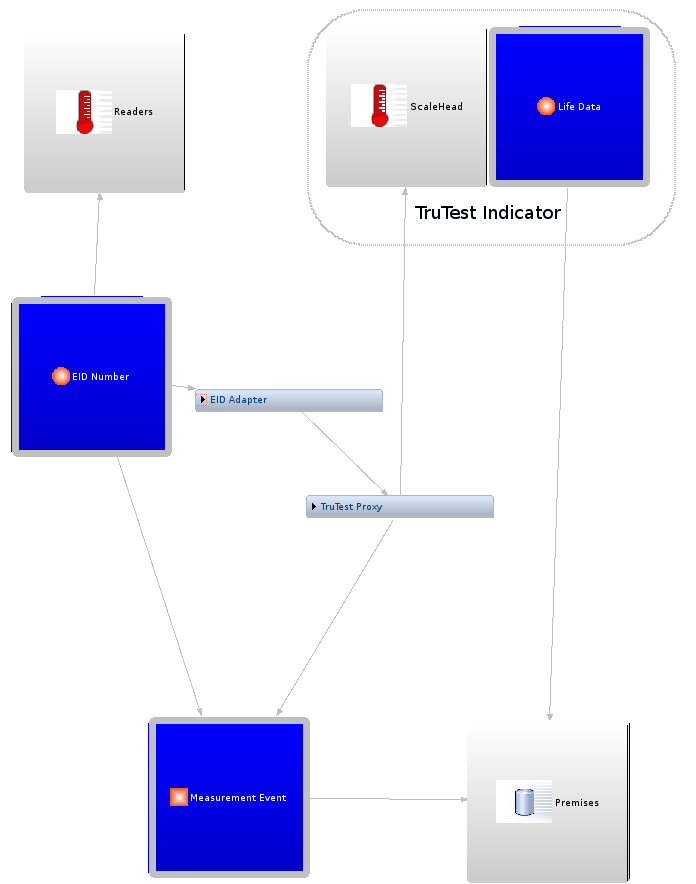 Readers
ScaleHead
Life Data
TruTest Indicator
EID Number
EID Adapter
TruTest Proxy
Measurement Event
Premises